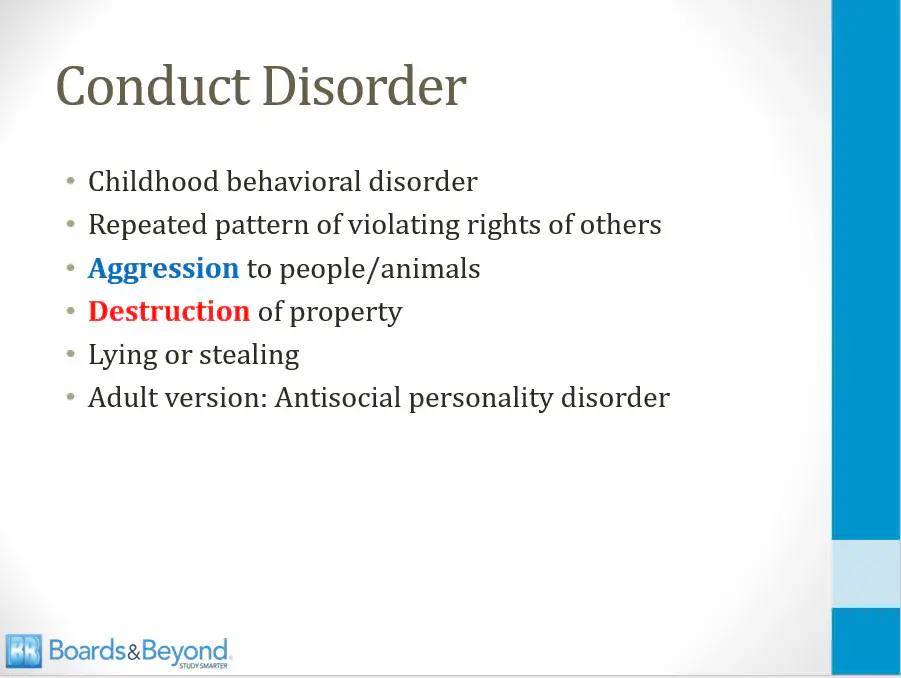 Conduct Disorder
• Childhood behavioral disorder
• Repeated pattern of violating rights of others
• Aggression to people/animals
• Destruction of property
• Lying or stealing
• Adult version: Antisocial personality disorder
BB Boards&Beyond.
STUDY SMARTER